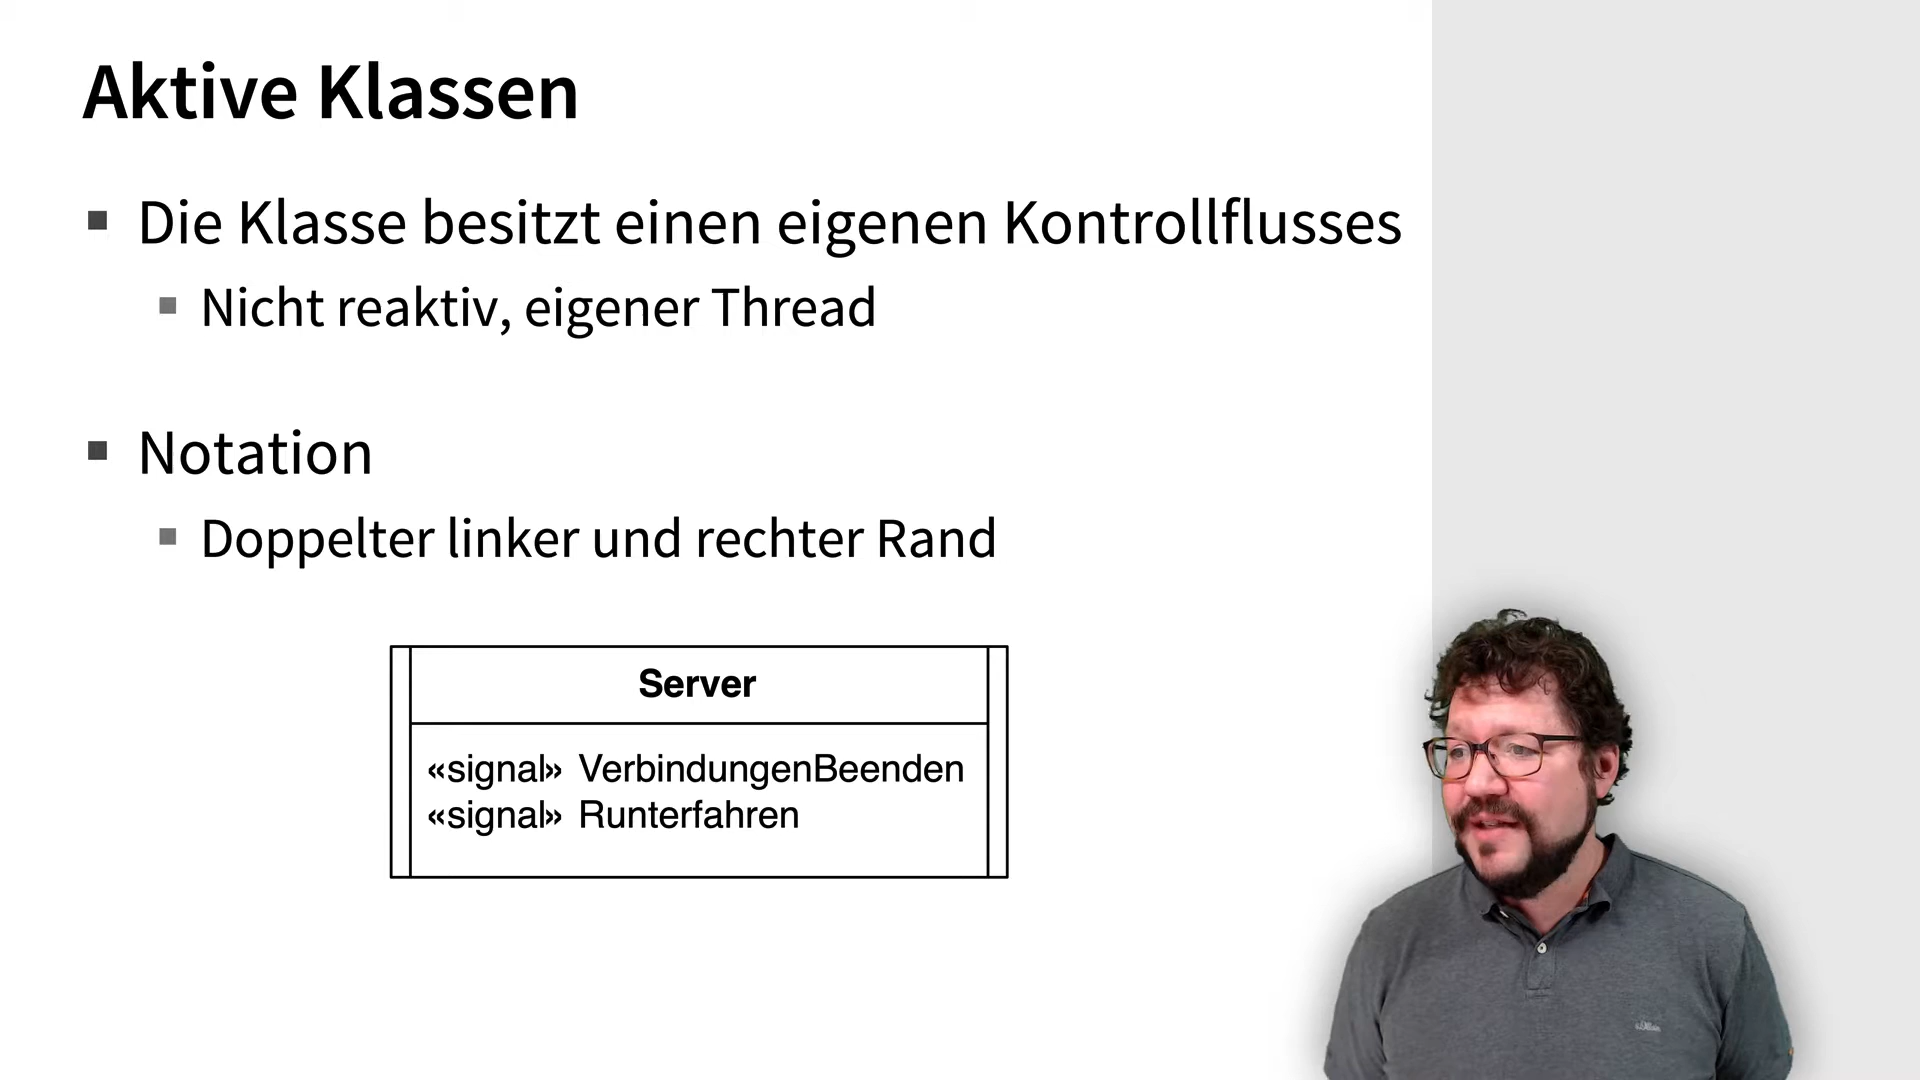 Aktive Klassen
Die Klasse besitzt einen eigenen Kontrollflusses
Nicht reaktiv, eigener Thread
Notation
Doppelter linker und rechter Rand
Server
«signal» VerbindungenBeenden
«signal» Runterfahren